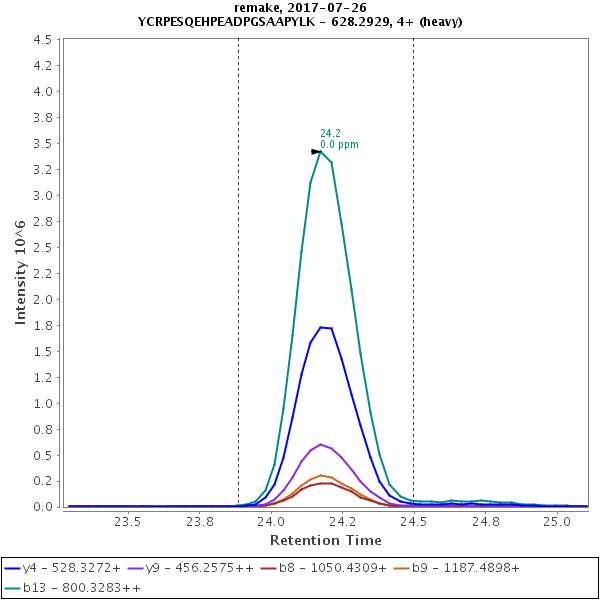 remake, 2017-07-26
YCRPESQEHPEADPGSAAPYLK - 628.2929, 4+ (heavy)
4.5
4.2
4.0
3.8
3.5
3.2
3.0
2.8
2.5
2.2
2.0
1.8
1.5
1.2
1.0
0.8
0.5
0.2
0.0
Intensity 10^6
24.2
0.0 ppm
23.5 23.8 24.0 24.2 24.5 24.8 25.0
Retention Time
y4 - 528.3272+ y9 - 456.2575++ b8 - 1050.4309+ b9 - 1187.4898+
b13 - 800.3283++